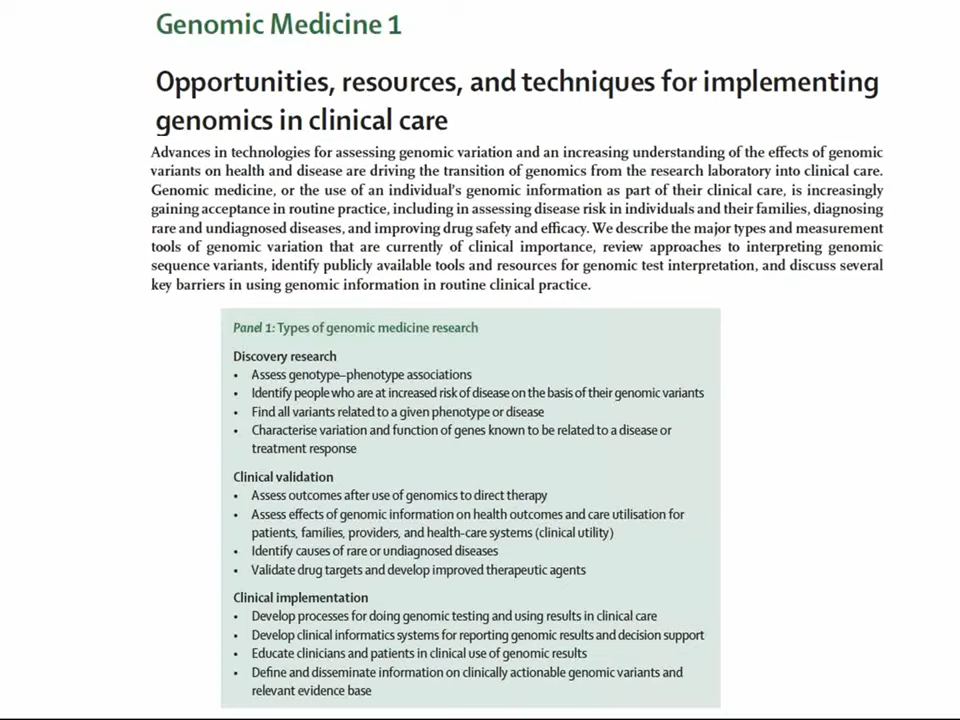 Genomic Medicine 1
Opportunities, resources, and techniques for implementing
genomics in clinical care
Advances in technologies for assessing genomic variation and an increasing understanding of the effects of genomic
variants on health and disease are driving the transition of genomics from the research laboratory into clinical care.
Genomic medicine, or the use of an individual's genomic information as part of their clinical care, is increasingly
gaining acceptance in routine practice, including in assessing disease risk in individuals and their families, diagnosing
rare and undiagnosed diseases, and improving drug safety and efficacy. We describe the major types and measurement
tools of genomic variation that are currently of clinical importance, review approaches to interpreting genomic
sequence variants, identify publicly available tools and resources for genomic test interpretation, and discuss several
key barriers in using genomic information in routine clinical practice.
Panel 1: Types of genomic medicine research
Discovery research
• Assess genotype–phenotype associations
• Identify people who are at increased risk of disease on the basis of their genomic variants
• Find all variants related to a given phenotype or disease
• Characterise variation and function of genes known to be related to a disease or
treatment response
Clinical validation
• Assess outcomes after use of genomics to direct therapy
• Assess effects of genomic information on health outcomes and care utilisation for
patients, families, providers, and health-care systems (clinical utility)
• Identify causes of rare or undiagnosed diseases
• Validate drug targets and develop improved therapeutic agents
Clinical implementation
• Develop processes for doing genomic testing and using results in clinical care
• Develop clinical informatics systems for reporting genomic results and decision support
• Educate clinicians and patients in clinical use of genomic results
• Define and disseminate information on clinically actionable genomic variants and
relevant evidence base